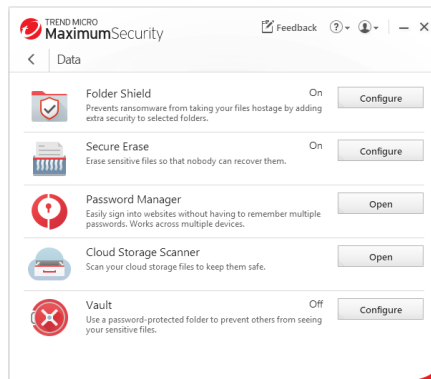 TREND MICRO
Feedback
MaximumSecurity
Data
Folder Shield
On
Configure
Prevents ransomware from taking your files hostage by adding
extra security to selected folders.
Secure Erase
On
Configure
Erase sensitive files so that nobody can recover them.
Password Manager
Open
Easily sign into websites without having to remember multiple
passwords. Works across multiple devices.
Cloud Storage Scanner
Open
Scan your cloud storage files to keep them safe.
Vault
Off
Configure
Use a password-protected folder to prevent others from seeing
your sensitive files.